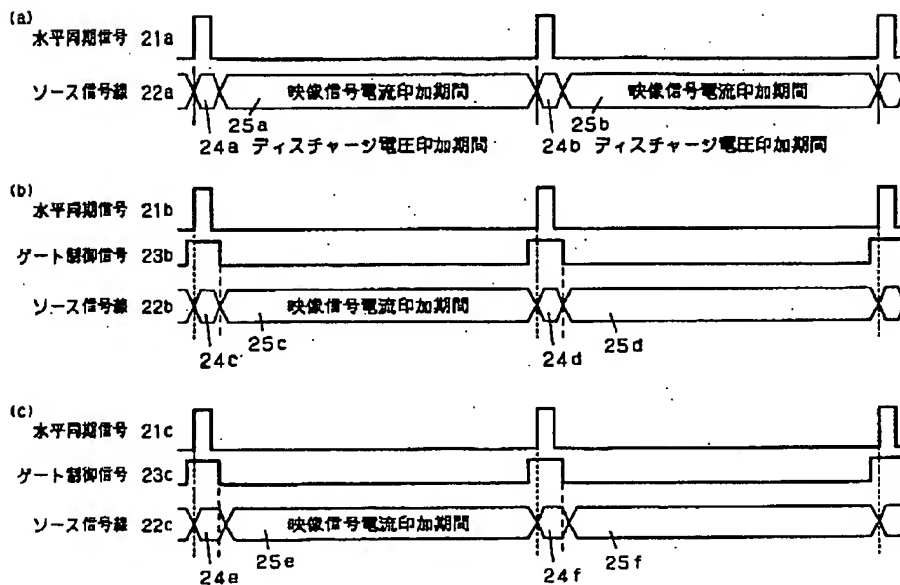 (a)
水平同期信号 21a
ソース信号線 22a 映像信号電流印加期間 映像信号電流印加期間
25a 25b
24a ディスチャージ電圧印加期間 24b ディスチャージ電圧印加期間
(b)
水平同期信号 21b
ゲート制御信号 23b
ソース信号線 22b 映像信号電流印加期間
24c 25c 24d 25d
(c)
水平同期信号 21c
ゲート制御信号 23c
ソース信号線 22c 映像信号電流印加期間
24e 25e 24f 25f